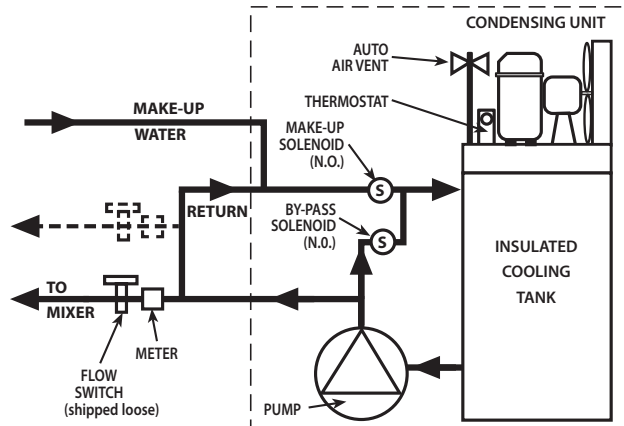 CONDENSING UNIT
AUTO
AIR VENT
THERMOSTAT
MAKE-UP
WATER
MAKE-UP
SOLENOID
(N.O.)
S
RETURN
BY-PASS
SOLENOID
(N.0.)
S
INSULATED
COOLING
TANK
TO
MIXER
METER
FLOW
SWITCH
(shipped loose)
PUMP